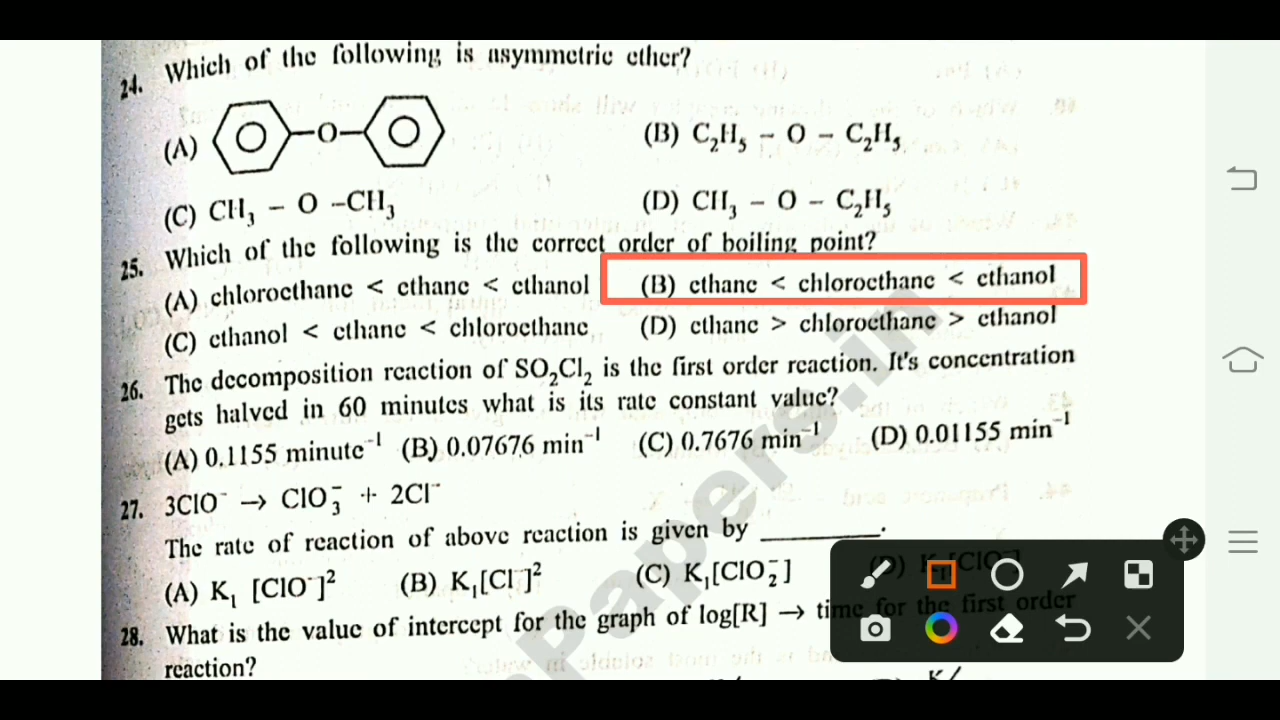 24. Which of the following is asymmetric ether?
(A) –O– (B) C₂H₅ – O – C₂H₅
(C) CH₃ – O –CH₃ (D) CH₃ – O – C₂H₅
25. Which of the following is the correct order of boiling point?
(A) chloroethane < ethane < ethanol (B) ethane < chloroethane < ethanol
(C) ethanol < ethane < chloroethane (D) ethane > chloroethane > ethanol
26. The decomposition reaction of SO₂Cl₂ is the first order reaction. It's concentration
gets halved in 60 minutes what is its rate constant value?
(A) 0.1155 minute⁻¹ (B) 0.07676 min⁻¹ (C) 0.7676 min⁻¹ (D) 0.01155 min⁻¹
27. 3ClO⁻ → ClO₃⁻ + 2Cl⁻
The rate of reaction of above reaction is given by ________.
(A) K₁ [ClO⁻]² (B) K₁[Cl⁻]² (C) K₁[ClO₂⁻] (D) K₁[ClO⁻]
28. What is the value of intercept for the graph of log[R] → time for the first order
reaction?
Papers.in